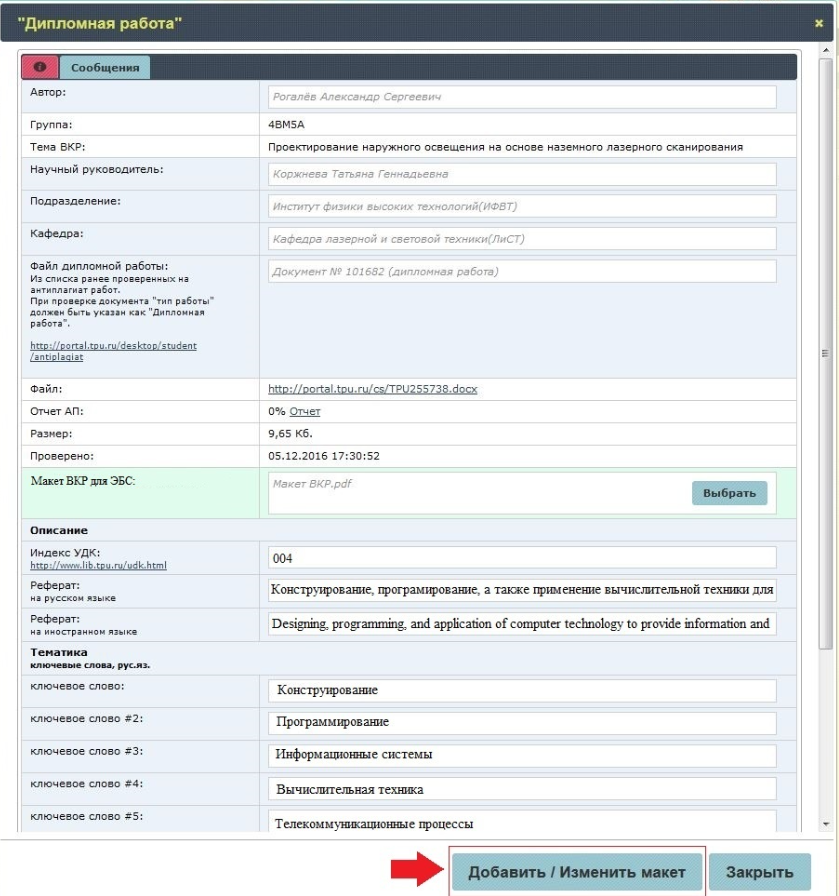 "Дипломная работа"
Сообщения
Автор:
Рогалёв Александр Сергеевич
Группа:
4ВМ5А
Тема ВКР:
Проектирование наружного освещения на основе наземного лазерного сканирования
Научный руководитель:
Коржнева Татьяна Геннадьевна
Подразделение:
Институт физики высоких технологий(ИФВТ)
Кафедра:
Кафедра лазерной и световой техники(ЛиСТ)
Файл дипломной работы:
Из списка ранее проверенных на
антиплагиат работ.
При проверке документа "тип работы"
должен быть указан как "Дипломная
работа".
http://portal.tpu.ru/desktop/student
/antiplagiat
Документ № 101682 (дипломная работа)
Файл:
http://portal.tpu.ru/cs/TPU255738.docx
Отчет АП:
0% Отчет
Размер:
9,65 Кб.
Проверено:
05.12.2016 17:30:52
Макет ВКР для ЭБС:
Макет ВКР.pdf
Выбрать
Описание
Индекс УДК:
http://www.lib.tpu.ru/udk.html
004
Реферат:
на русском языке
Конструирование, програмирование, а также применение вычислительной техники для
Реферат:
на иностранном языке
Designing, programming, and application of computer technology to provide information and
Тематика
ключевые слова, рус.яз.
ключевое слово:
Конструирование
ключевое слово #2:
Программирование
ключевое слово #3:
Информационные системы
ключевое слово #4:
Вычислительная техника
ключевое слово #5:
Телекоммуникационные процессы
Добавить / Изменить макет
Закрыть